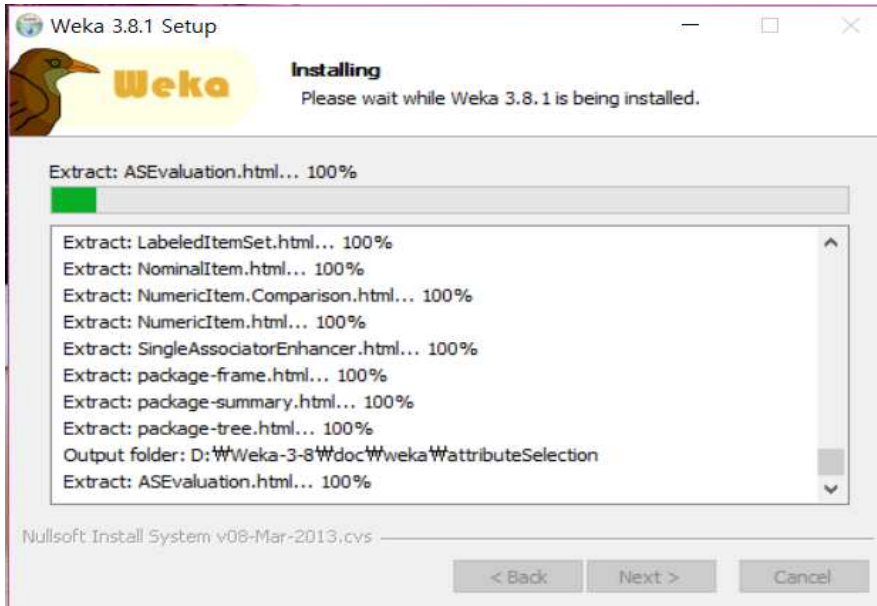 Weka 3.8.1 Setup
Weka
Installing
Please wait while Weka 3.8.1 is being installed.
Extract: ASEvaluation.html... 100%
Extract: LabeledItemSet.html... 100%
Extract: NominalItem.html... 100%
Extract: NumericItem.Comparison.html... 100%
Extract: NumericItem.html... 100%
Extract: SingleAssociatorEnhancer.html... 100%
Extract: package-frame.html... 100%
Extract: package-summary.html... 100%
Extract: package-tree.html... 100%
Output folder: D:₩Weka-3-8₩doc₩weka₩attributeSelection
Extract: ASEvaluation.html... 100%
Nullsoft Install System v08-Mar-2013.cvs
< Back Next > Cancel